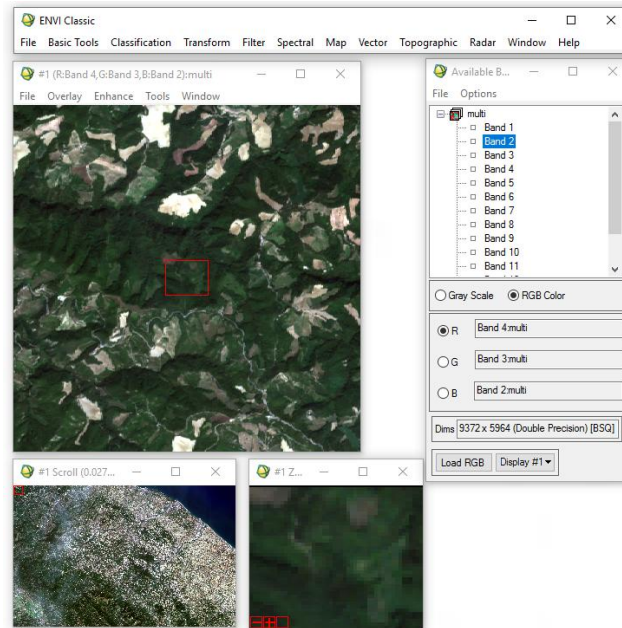 ENVI Classic
File Basic Tools Classification Transform Filter Spectral Map Vector Topographic Radar Window Help
#1 (R:Band 4,G:Band 3,B:Band 2):multi
File Overlay Enhance Tools Window
Available B...
File Options
multi
Band 1
Band 2
Band 3
Band 4
Band 5
Band 6
Band 7
Band 8
Band 9
Band 10
Band 11
Gray Scale RGB Color
R Band 4:multi
G Band 3:multi
B Band 2:multi
Dims 9372 x 5964 (Double Precision) [BSQ]
Load RGB Display #1
#1 Scroll (0.027...
#1 Z...